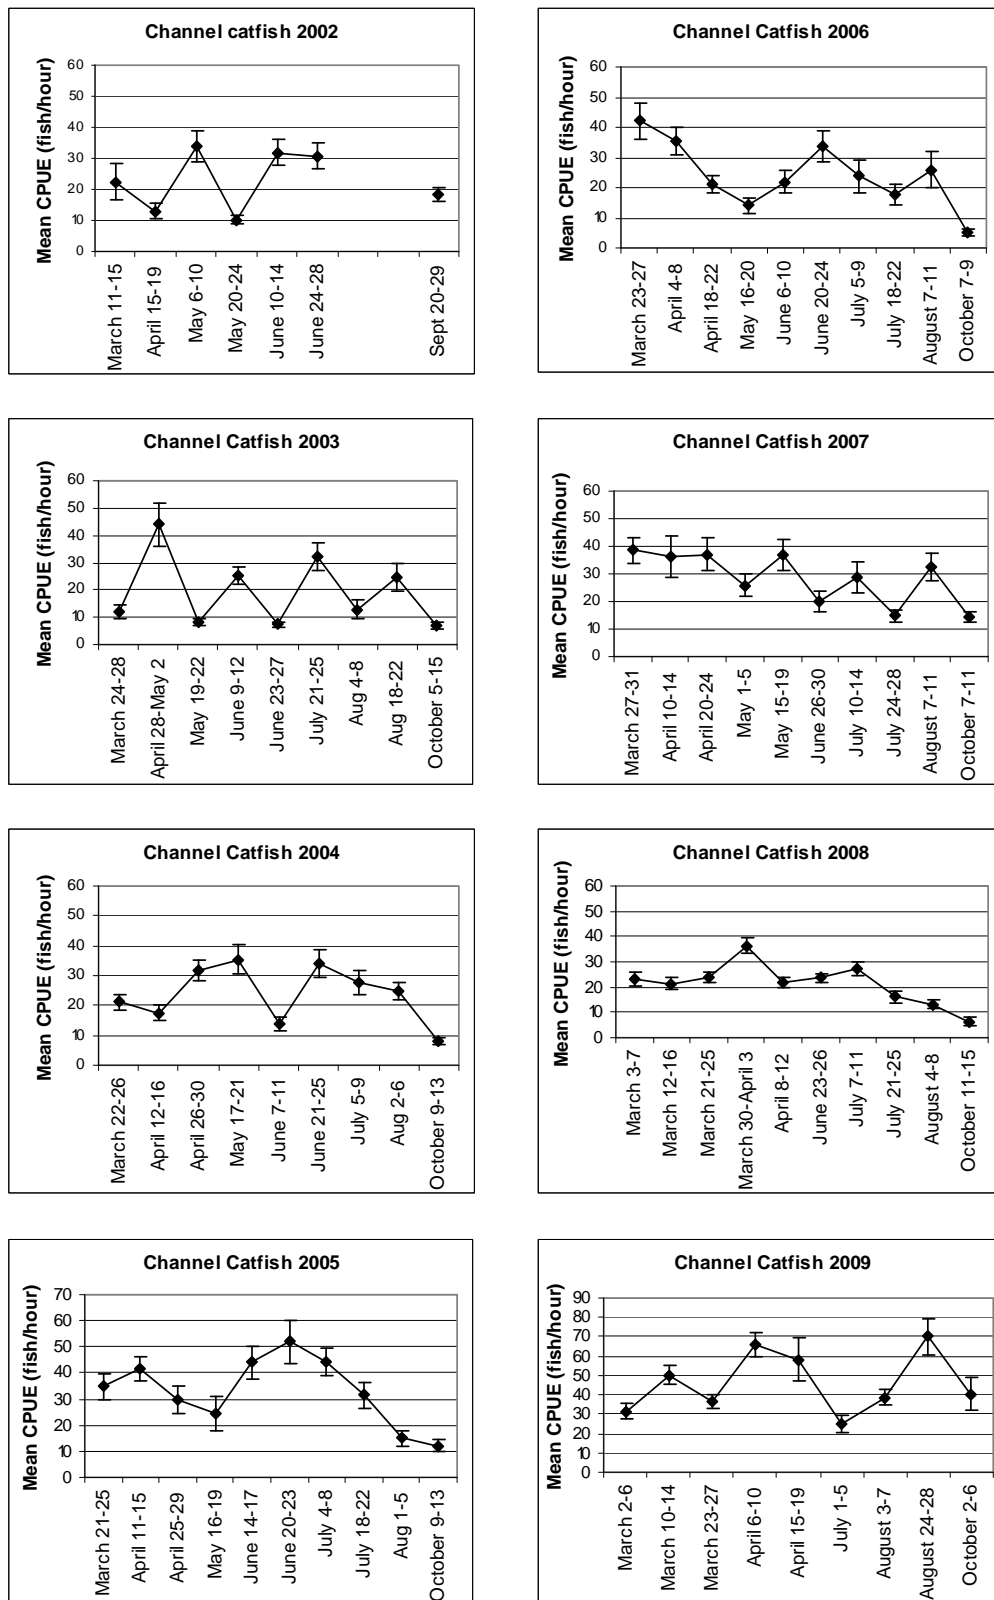 Channel catfish 2002
Mean CPUE (fish/hour)
60
50
40
30
20
10
0
March 11-15
April 15-19
May 6-10
May 20-24
June 10-14
June 24-28
Sept 20-29
Channel Catfish 2006
Mean CPUE (fish/hour)
60
50
40
30
20
10
0
March 23-27
April 4-8
April 18-22
May 16-20
June 6-10
June 20-24
July 5-9
July 18-22
August 7-11
October 7-9
Channel Catfish 2003
Mean CPUE (fish/hour)
60
50
40
30
20
10
0
March 24-28
April 28-May 2
May 19-22
June 9-12
June 23-27
July 21-25
Aug 4-8
Aug 18-22
October 5-15
Channel Catfish 2007
Mean CPUE (fish/hour)
60
50
40
30
20
10
0
March 27-31
April 10-14
April 20-24
May 1-5
May 15-19
June 26-30
July 10-14
July 24-28
August 7-11
October 7-11
Channel Catfish 2004
Mean CPUE (fish/hour)
60
50
40
30
20
10
0
March 22-26
April 12-16
April 26-30
May 17-21
June 7-11
June 21-25
July 5-9
Aug 2-6
October 9-13
Channel Catfish 2008
Mean CPUE (fish/hour)
60
50
40
30
20
10
0
March 3-7
March 12-16
March 21-25
March 30-April 3
April 8-12
June 23-26
July 7-11
July 21-25
August 4-8
October 11-15
Channel Catfish 2005
Mean CPUE (fish/hour)
70
60
50
40
30
20
10
0
March 21-25
April 11-15
April 25-29
May 16-19
June 14-17
June 20-23
July 4-8
July 18-22
Aug 1-5
October 9-13
Channel Catfish 2009
Mean CPUE (fish/hour)
90
80
70
60
50
40
30
20
10
0
March 2-6
March 10-14
March 23-27
April 6-10
April 15-19
July 1-5
August 3-7
August 24-28
October 2-6